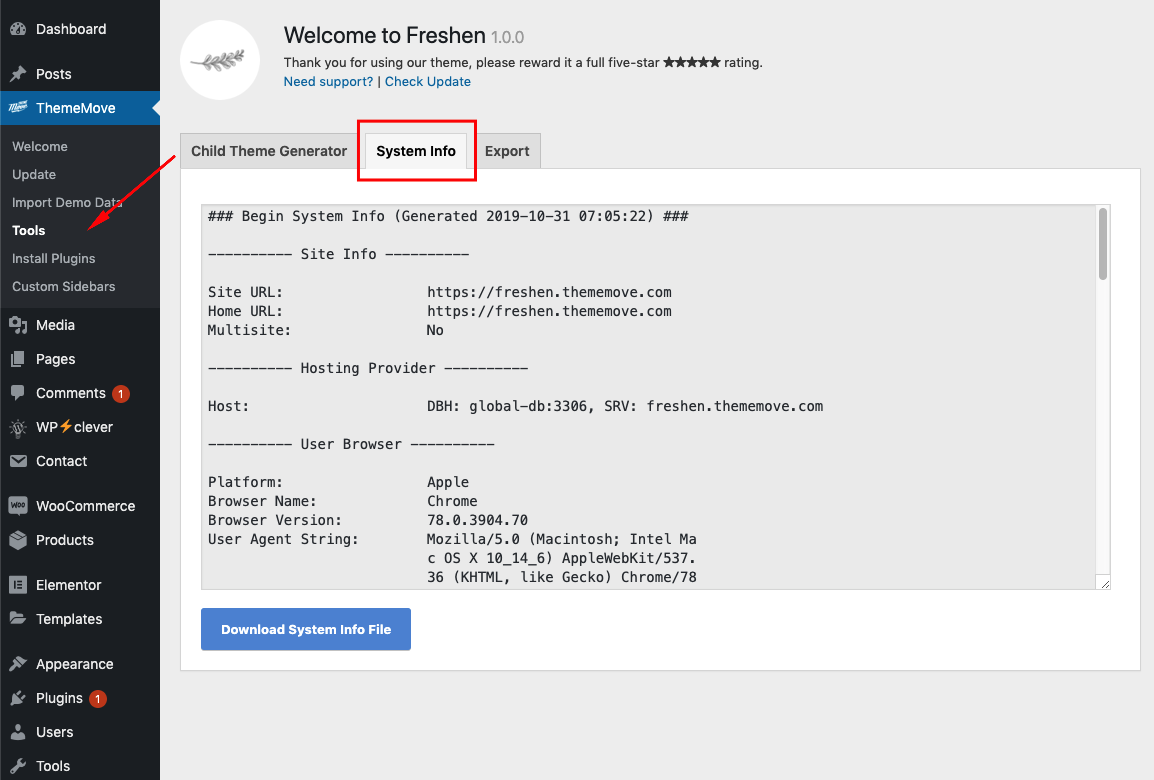 Dashboard
Posts
ThemeMove
Welcome
Update
Import Demo Data
Tools
Install Plugins
Custom Sidebars
Media
Pages
Comments 1
WP⚡clever
Contact
WooCommerce
Products
Elementor
Templates
Appearance
Plugins 1
Users
Tools
Welcome to Freshen 1.0.0
Thank you for using our theme, please reward it a full five-star ★★★★★ rating.
Need support? | Check Update
Child Theme Generator
System Info
Export
### Begin System Info (Generated 2019-10-31 07:05:22) ###
---------- Site Info ----------
Site URL: https://freshen.thememove.com
Home URL: https://freshen.thememove.com
Multisite: No
---------- Hosting Provider ----------
Host: DBH: global-db:3306, SRV: freshen.thememove.com
---------- User Browser ----------
Platform: Apple
Browser Name: Chrome
Browser Version: 78.0.3904.70
User Agent String: Mozilla/5.0 (Macintosh; Intel Ma
c OS X 10_14_6) AppleWebKit/537.
36 (KHTML, like Gecko) Chrome/78
Download System Info File